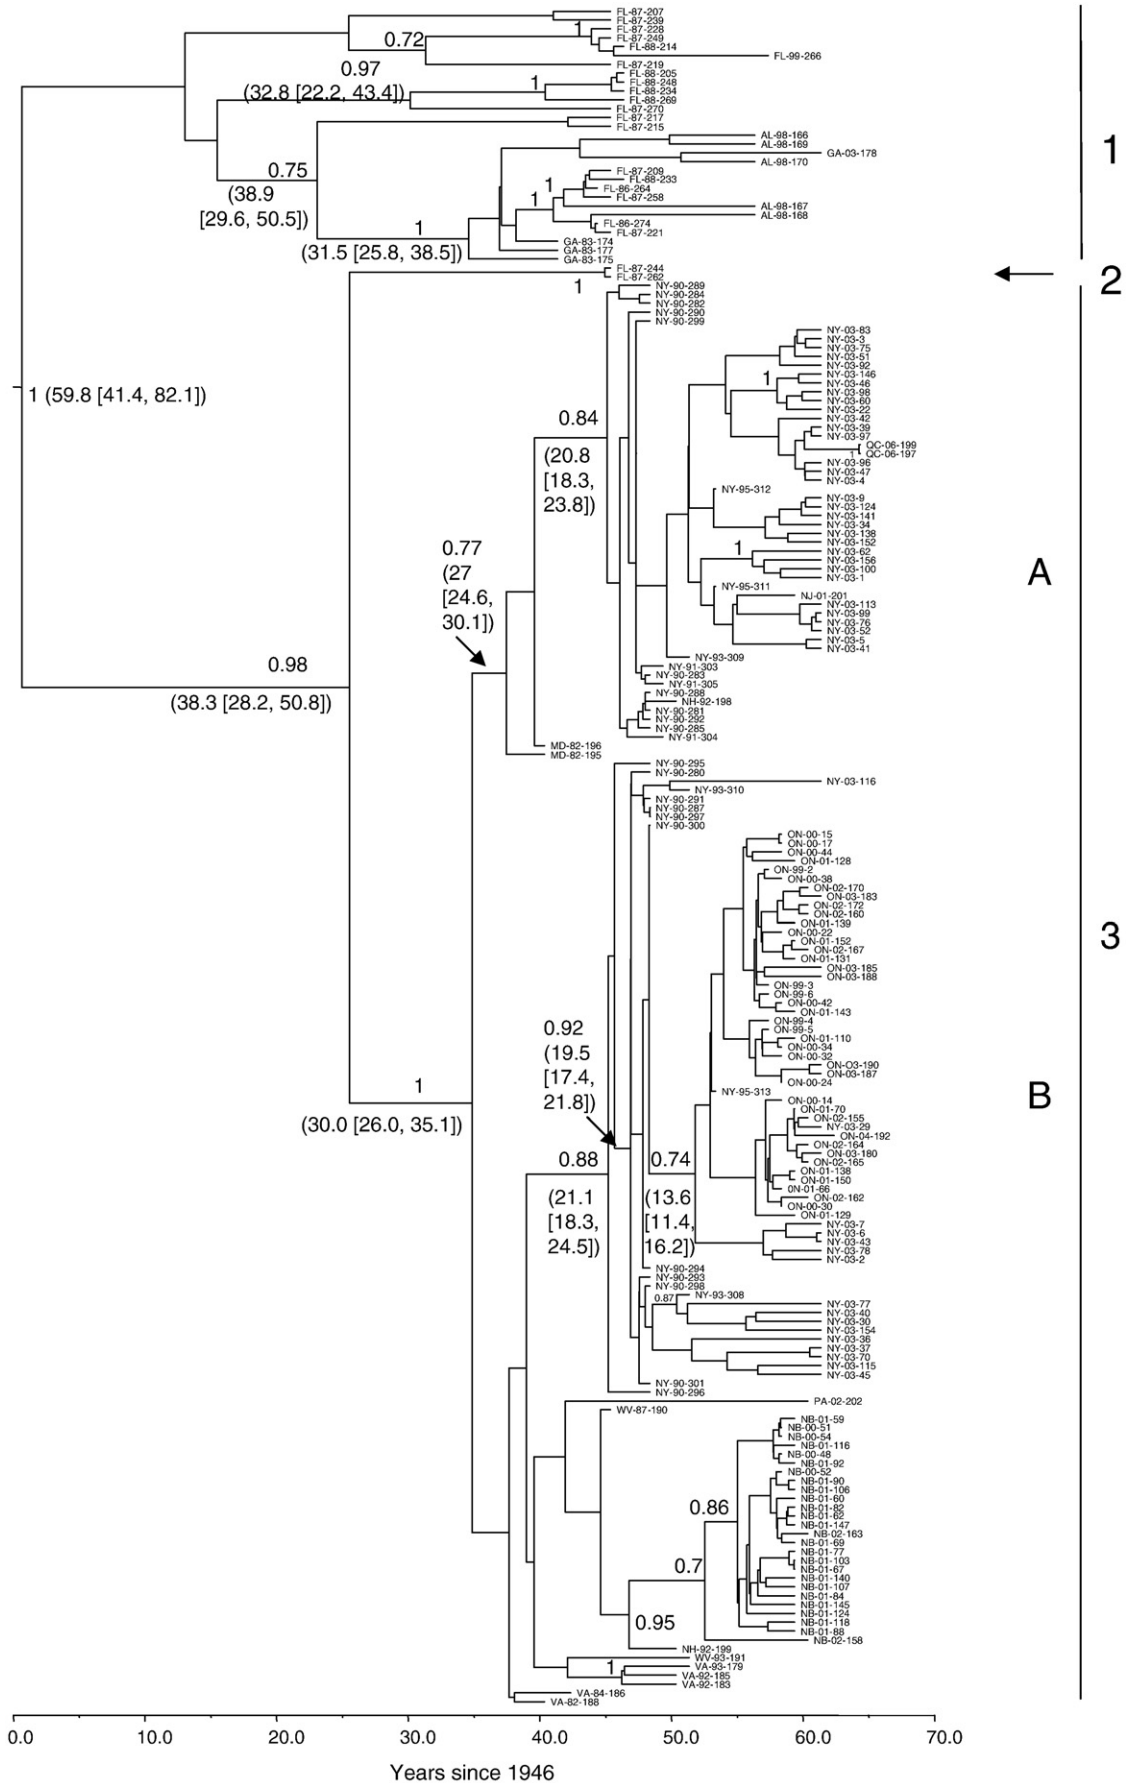 FL-87-207
FL-87-239
1
FL-87-228
FL-87-249
0.72
FL-88-214
FL-99-266
FL-87-219
0.97
FL-88-205
FL-88-248
1
(32.8 [22.2, 43.4])
FL-88-234
FL-88-269
FL-87-270
FL-87-217
FL-87-215
AL-98-166
AL-98-169
GA-03-178
1
AL-98-170
0.75
FL-87-209
FL-88-233
1
FL-86-264
(38.9
1
FL-87-258
AL-98-167
[29.6, 50.5])
AL-98-168
FL-86-274
1
FL-87-221
GA-83-174
(31.5 [25.8, 38.5])
GA-83-177
GA-83-175
FL-87-244
2
FL-87-262
1
NY-90-289
NY-90-284
NY-90-282
NY-90-290
NY-90-299
NY-03-83
NY-03-3
NY-03-75
NY-03-51
NY-03-92
1
NY-03-146
NY-03-46
1 (59.8 [41.4, 82.1])
NY-03-98
NY-03-60
NY-03-22
0.84
NY-03-42
NY-03-39
NY-03-97
QC-06-199
1
QC-06-197
(20.8
NY-03-96
[18.3,
NY-03-47
NY-03-4
23.8])
NY-95-312
NY-03-9
NY-03-124
NY-03-141
NY-03-34
NY-03-138
NY-03-152
0.77
1
NY-03-62
NY-03-156
(27
NY-03-100
A
NY-03-1
[24.6,
NY-95-311
NJ-01-201
NY-03-113
30.1])
NY-03-99
NY-03-76
NY-03-52
NY-03-5
NY-03-41
NY-93-309
0.98
NY-91-303
NY-90-283
NY-91-305
NY-90-288
(38.3 [28.2, 50.8])
NH-92-198
NY-90-281
NY-90-292
NY-90-285
NY-91-304
MD-82-196
MD-82-195
NY-90-295
NY-90-280
NY-03-116
NY-93-310
NY-90-291
NY-90-287
NY-90-297
NY-90-300
ON-00-15
ON-00-17
ON-00-44
ON-01-128
ON-99-2
ON-00-38
ON-02-170
ON-03-183
ON-02-172
ON-02-160
ON-01-139
ON-00-22
3
ON-01-152
ON-02-167
ON-01-131
ON-03-185
ON-03-188
ON-99-3
ON-99-6
ON-00-42
ON-01-143
ON-99-4
0.92
ON-99-5
ON-01-110
(19.5
ON-00-34
ON-00-32
[17.4,
ON-O3-190
ON-03-187
1
ON-00-24
21.8])
NY-95-313
B
ON-00-14
ON-01-70
ON-02-155
(30.0 [26.0, 35.1])
NY-03-29
ON-04-192
ON-02-164
ON-03-180
0.88
0.74
ON-02-165
ON-01-138
ON-01-150
0N-01-66
(21.1
(13.6
ON-02-162
ON-00-30
ON-01-129
[18.3,
[11.4,
NY-03-7
NY-03-6
NY-03-43
24.5])
16.2])
NY-03-78
NY-03-2
NY-90-294
NY-90-293
NY-90-298
0.87
NY-93-308
NY-03-77
NY-03-40
NY-03-30
NY-03-154
NY-03-36
NY-03-37
NY-03-70
NY-03-115
NY-03-45
NY-90-301
NY-90-296
PA-02-202
WV-87-190
NB-01-59
NB-00-51
NB-00-54
NB-01-116
NB-00-48
NB-01-92
NB-00-52
NB-01-90
NB-01-106
NB-01-60
0.86
NB-01-82
NB-01-62
NB-01-147
NB-02-163
NB-01-69
NB-01-77
0.7
NB-01-103
NB-01-67
NB-01-140
NB-01-107
NB-01-84
NB-01-145
NB-01-124
0.95
NB-01-118
NB-01-88
NB-02-158
NH-92-199
WV-93-191
1
VA-93-179
VA-92-185
VA-92-183
VA-84-186
VA-82-188
0.0 10.0 20.0 30.0 40.0 50.0 60.0 70.0
Years since 1946